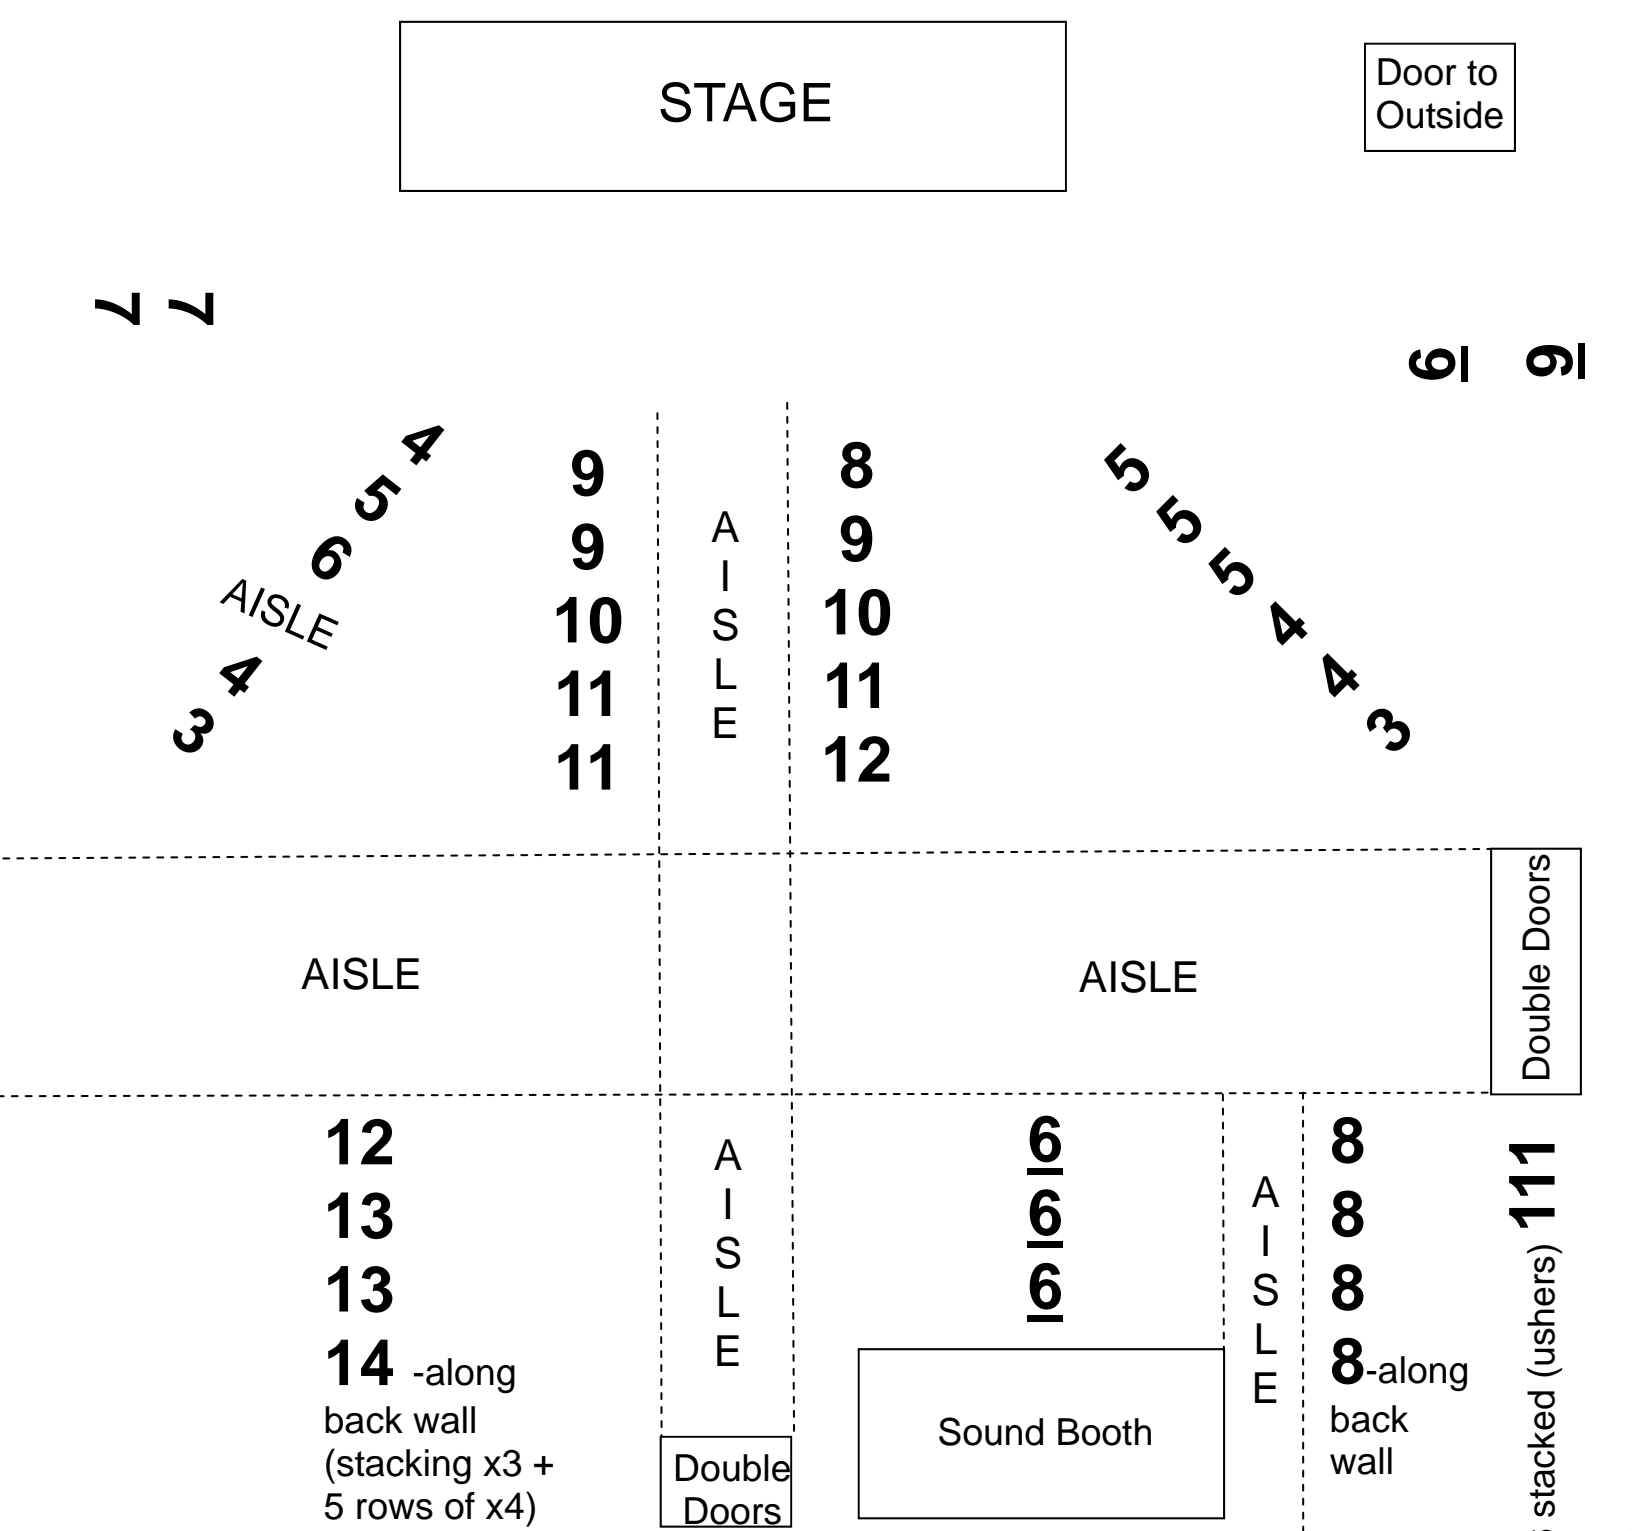 STAGE
Door to
Outside
7 7
6 6
4
5
6
AISLE
4
3
9
9
10
11
11
A
I
S
L
E
8
9
10
11
12
5
5
5
4
4
3
AISLE
AISLE
Double Doors
12
13
13
14 -along
back wall
(stacking x3 +
5 rows of x4)
A
I
S
L
E
Double
Doors
6
6
6
Sound Booth
A
I
S
L
E
8
8
8
8-along
back
wall
stacked (ushers) 111